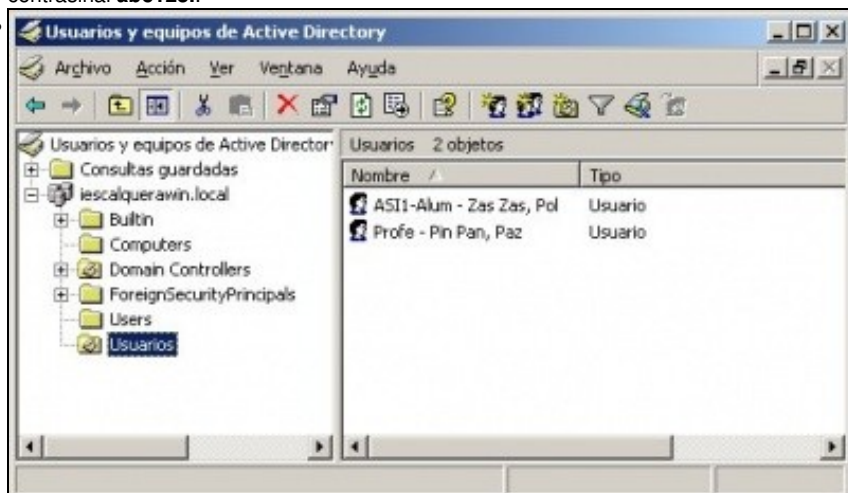 contrasinal abc123..
Usuarios y equipos de Active Directory
Archivo Acción Ver Ventana Ayuda
Usuarios y equipos de Active Director
Consultas guardadas
iescalquerawin.local
Builtin
Computers
Domain Controllers
ForeignSecurityPrincipals
Users
Usuarios
Usuarios 2 objetos
Nombre Tipo
ASI1-Alum - Zas Zas, Pol Usuario
Profe - Pin Pan, Paz Usuario